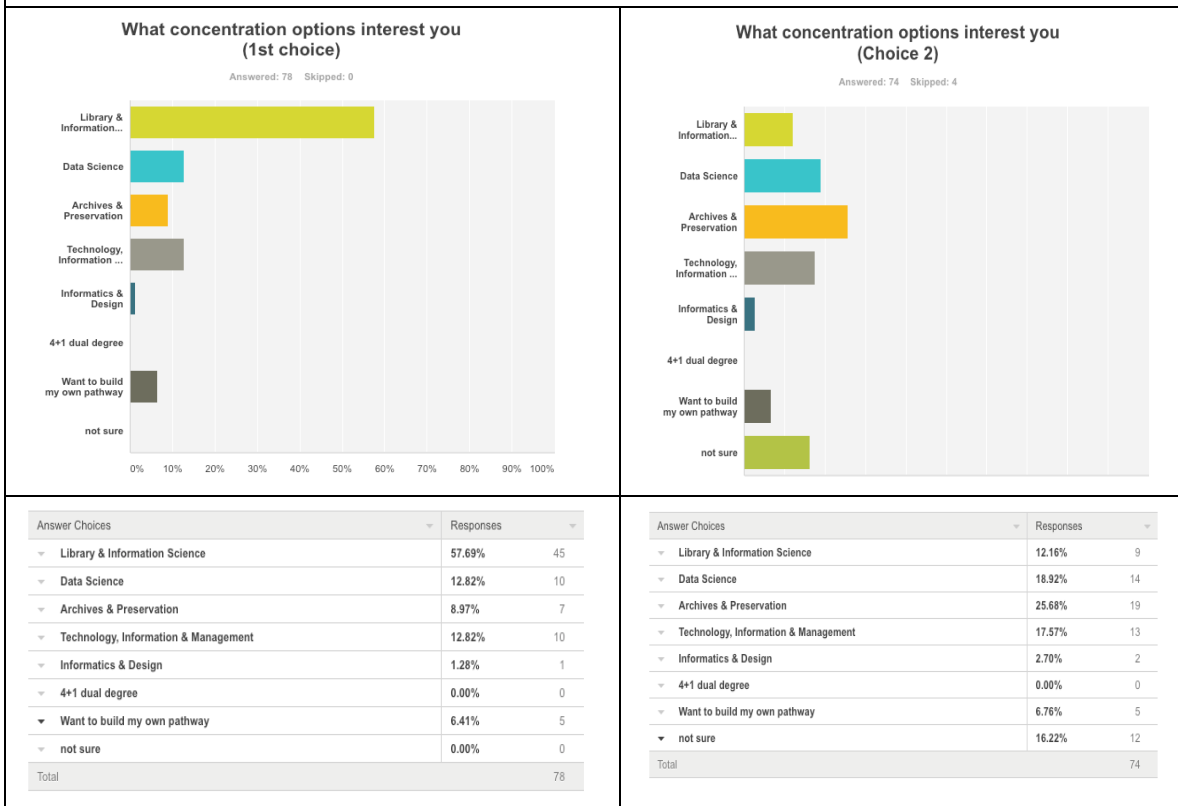 What concentration options interest you
(1st choice)
Answered: 78 Skipped: 0
Library &
Information...
Data Science
Archives &
Preservation
Technology,
Information ...
Informatics &
Design
4+1 dual degree
Want to build
my own pathway
not sure
0% 10% 20% 30% 40% 50% 60% 70% 80% 90% 100%
What concentration options interest you
(Choice 2)
Answered: 74 Skipped: 4
Library &
Information...
Data Science
Archives &
Preservation
Technology,
Information ...
Informatics &
Design
4+1 dual degree
Want to build
my own pathway
not sure
Answer Choices Responses
Library & Information Science 57.69% 45
Data Science 12.82% 10
Archives & Preservation 8.97% 7
Technology, Information & Management 12.82% 10
Informatics & Design 1.28% 1
4+1 dual degree 0.00% 0
Want to build my own pathway 6.41% 5
not sure 0.00% 0
Total 78
Answer Choices Responses
Library & Information Science 12.16% 9
Data Science 18.92% 14
Archives & Preservation 25.68% 19
Technology, Information & Management 17.57% 13
Informatics & Design 2.70% 2
4+1 dual degree 0.00% 0
Want to build my own pathway 6.76% 5
not sure 16.22% 12
Total 74